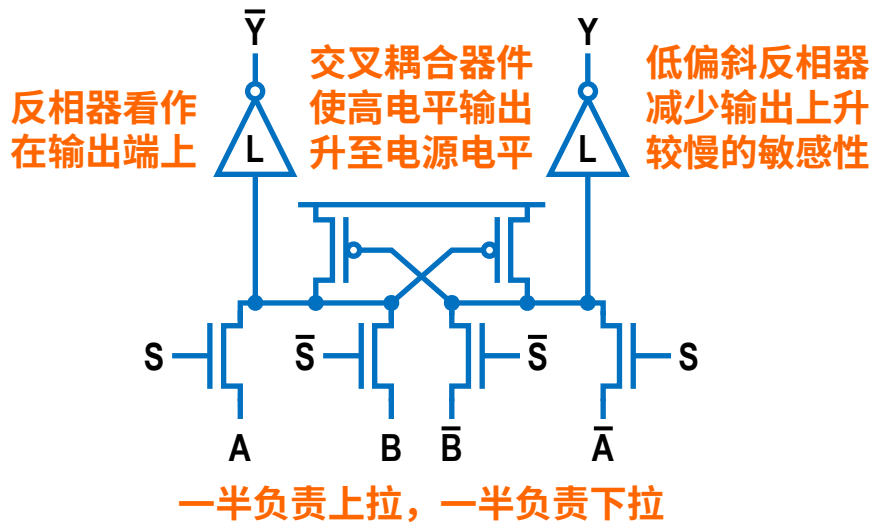 Y̅
Y
反相器看作
在输出端上
交叉耦合器件
使高电平输出
升至电源电平
低偏斜反相器
减少输出上升
较慢的敏感性
L
L
S
S̅
S̅
S
A
B
B̅
A̅
一半负责上拉，一半负责下拉